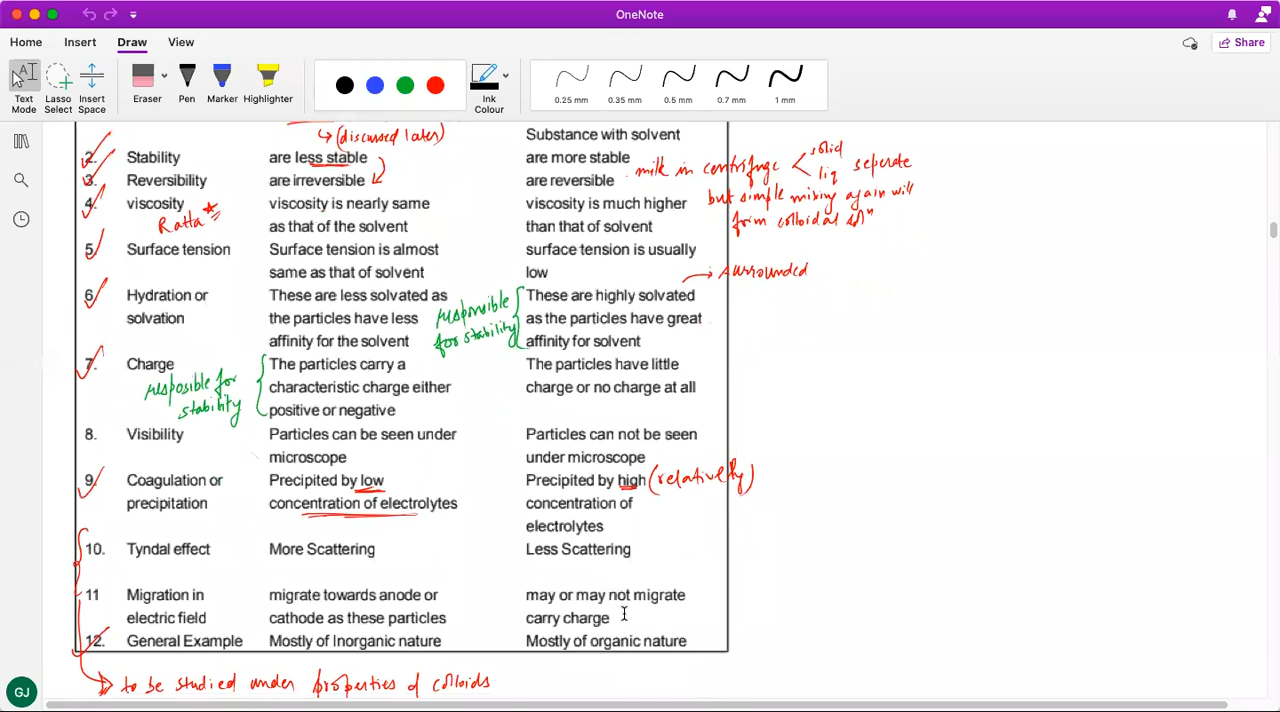 OneNote
Home Insert Draw View
Share
Text Mode
Lasso Select
Insert Space
Eraser
Pen
Marker
Highlighter
Ink Colour
0.25 mm
0.35 mm
0.5 mm
0.7 mm
1 mm
(discussed later)
Substance with solvent
2. Stability are less stable are more stable
milk in centrifuge solid liq seperate
3. Reversibility are irreversible are reversible
but simple mixing again will
form colloidal solⁿ
4. viscosity viscosity is nearly same viscosity is much higher
Ratta as that of the solvent than that of solvent
5 Surface tension Surface tension is almost surface tension is usually
same as that of solvent low
surrounded
6 Hydration or These are less solvated as These are highly solvated
solvation the particles have less as the particles have great
affinity for the solvent affinity for solvent
responsible
for stability
7. Charge The particles carry a The particles have little
characteristic charge either charge or no charge at all
positive or negative
resposible for
stability
8. Visibility Particles can be seen under Particles can not be seen
microscope under microscope
9. Coagulation or Precipited by low Precipited by high (relatively)
precipitation concentration of electrolytes concentration of
electrolytes
10. Tyndal effect More Scattering Less Scattering
11 Migration in migrate towards anode or may or may not migrate
electric field cathode as these particles carry charge
12. General Example Mostly of Inorganic nature Mostly of organic nature
to be studied under properties of colloids
GJ